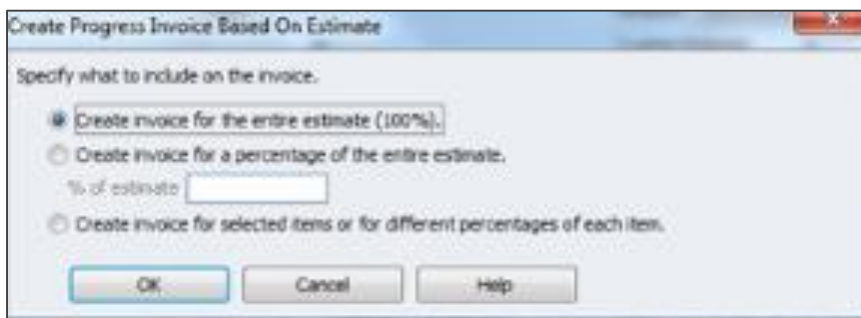 Create Progress Invoice Based On Estimate
Specify what to include on the invoice.
Create invoice for the entire estimate (100%).
Create invoice for a percentage of the entire estimate.
% of estimate
Create invoice for selected items or for different percentages of each item.
OK Cancel Help